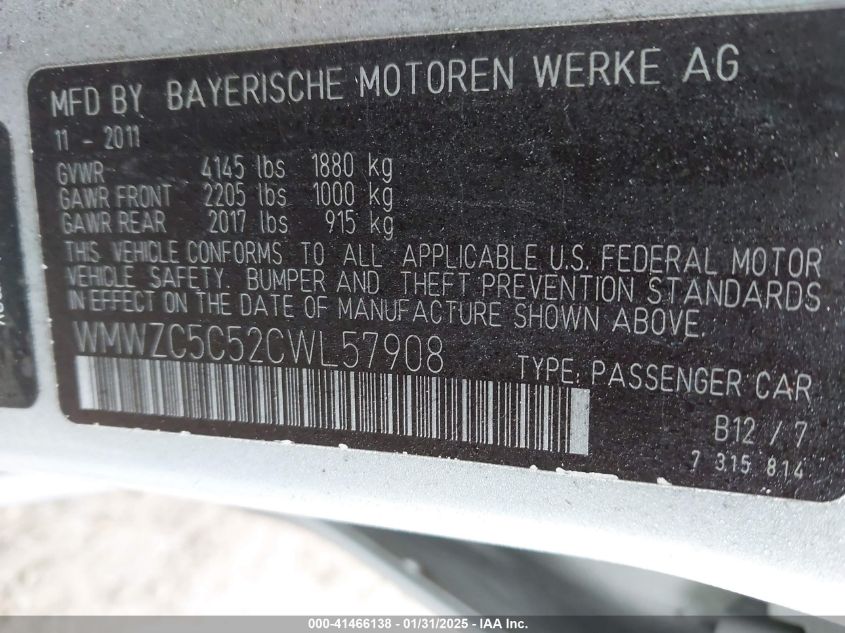 MFD BY BAYERISCHE MOTOREN WERKE AG
11 - 2011
GVWR 4145 lbs 1880 kg
GAWR FRONT 2205 lbs 1000 kg
GAWR REAR 2017 lbs 915 kg
THIS VEHICLE CONFORMS TO ALL APPLICABLE U.S. FEDERAL MOTOR
VEHICLE SAFETY. BUMPER AND THEFT PREVENTION STANDARDS
IN EFFECT ON THE DATE OF MANUFACTURE SHOWN ABOVE.
WMWZC5C52CWL57908 TYPE: PASSENGER CAR
B12 / 7
7 315 814
000-41466138 - 01/31/2025 - IAA Inc.